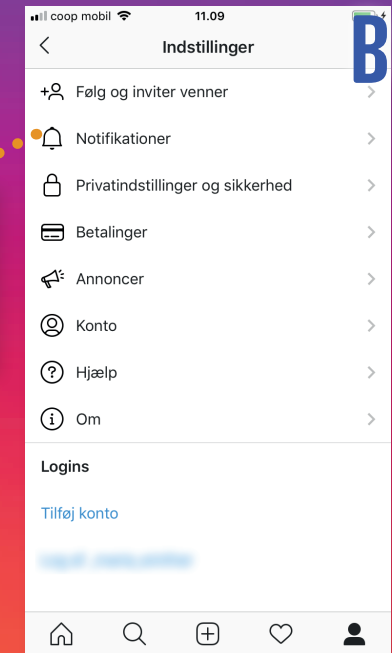 coop mobil 11.09
B
Indstillinger
Følg og inviter venner
Notifikationer
Privatindstillinger og sikkerhed
Betalinger
Annoncer
Konto
Hjælp
Om
Logins
Tilføj konto